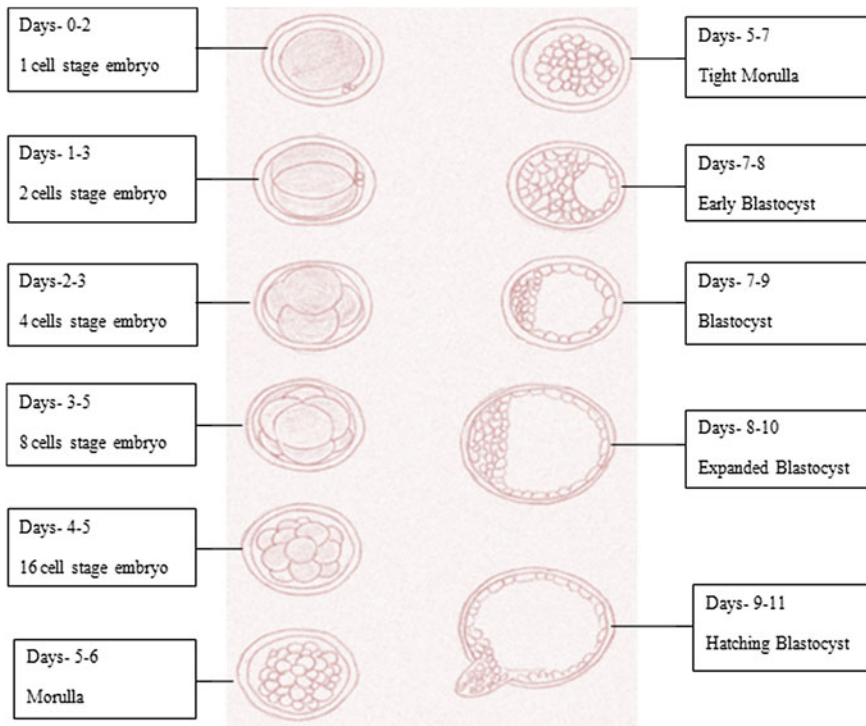 Days- 0-2
1 cell stage embryo
Days- 1-3
2 cells stage embryo
Days-2-3
4 cells stage embryo
Days- 3-5
8 cells stage embryo
Days- 4-5
16 cell stage embryo
Days- 5-6
Morulla
Days- 5-7
Tight Morulla
Days-7-8
Early Blastocyst
Days- 7-9
Blastocyst
Days- 8-10
Expanded Blastocyst
Days- 9-11
Hatching Blastocyst